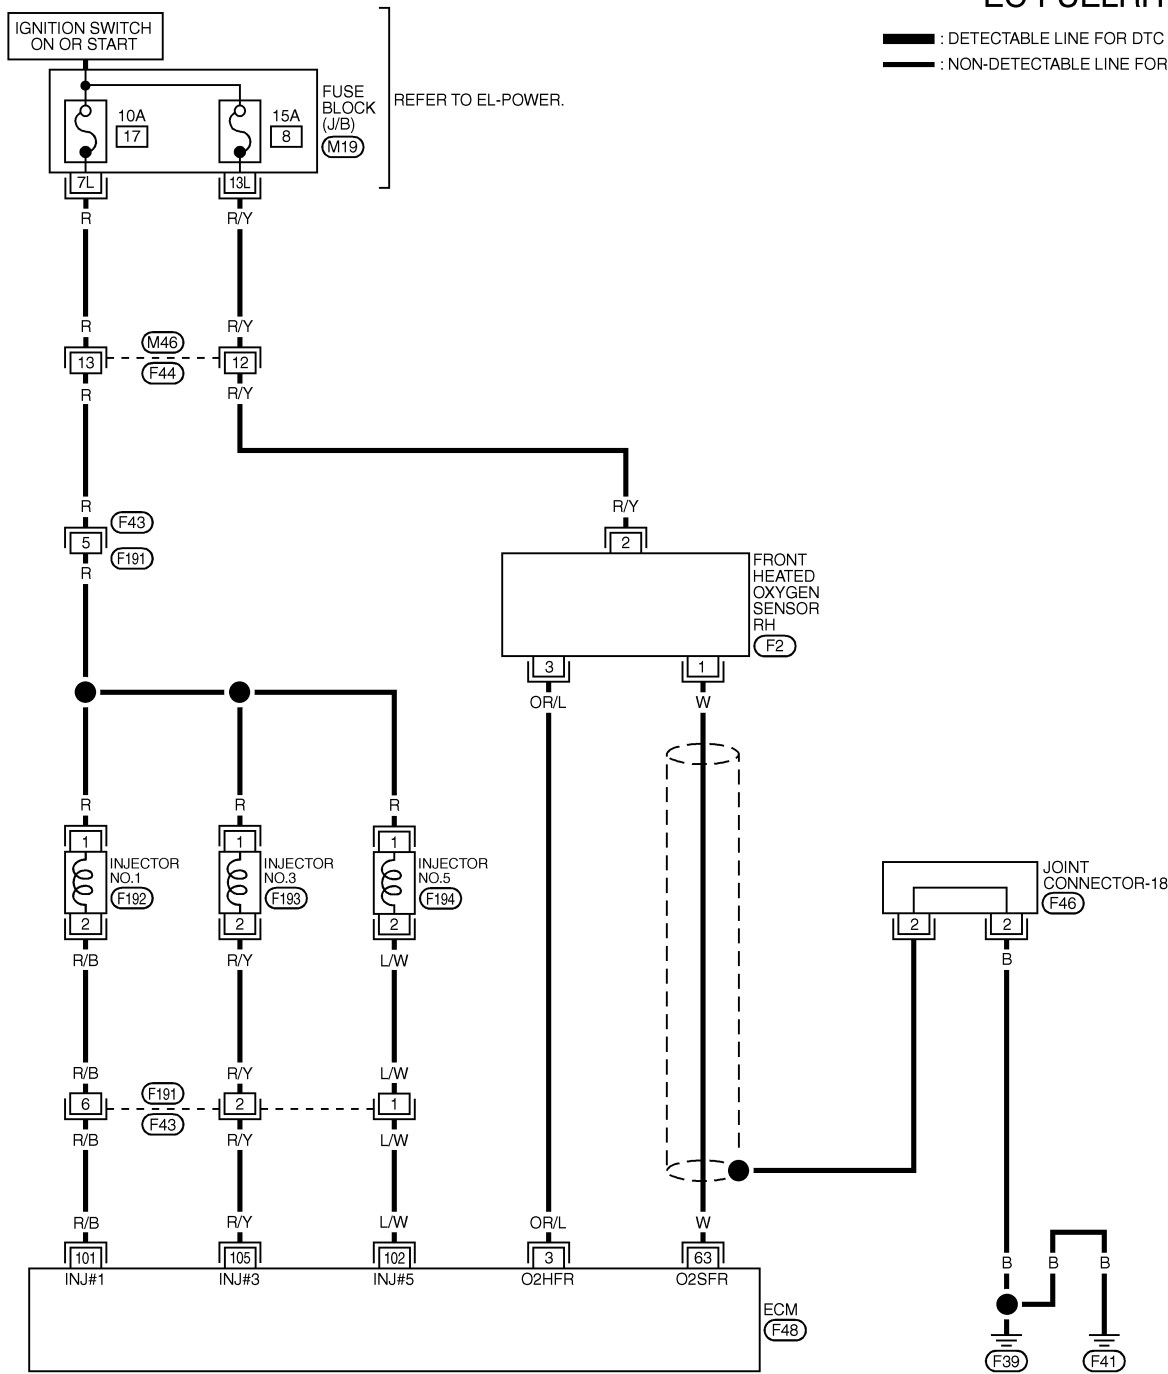 IGNITION SWITCH
ON OR START
: DETECTABLE LINE FOR DTC
: NON-DETECTABLE LINE FOR
10A
17
15A
8
FUSE
BLOCK
(J/B)
M19
REFER TO EL-POWER.
7L
13L
R
R/Y
R
R/Y
13
M46
F44
12
R
R/Y
R
R/Y
5
F43
F191
2
R
FRONT
HEATED
OXYGEN
SENSOR
RH
F2
3
1
OR/L
W
R
R
R
1
1
1
INJECTOR
NO.1
F192
INJECTOR
NO.3
F193
INJECTOR
NO.5
F194
JOINT
CONNECTOR-18
F46
2
2
2
2
2
R/B
R/Y
L/W
B
R/B
R/Y
L/W
6
F191
F43
2
1
R/B
R/Y
L/W
R/B
R/Y
L/W
OR/L
W
101
105
102
3
63
INJ#1
INJ#3
INJ#5
O2HFR
O2SFR
B
B
B
ECM
F48
F39
F41